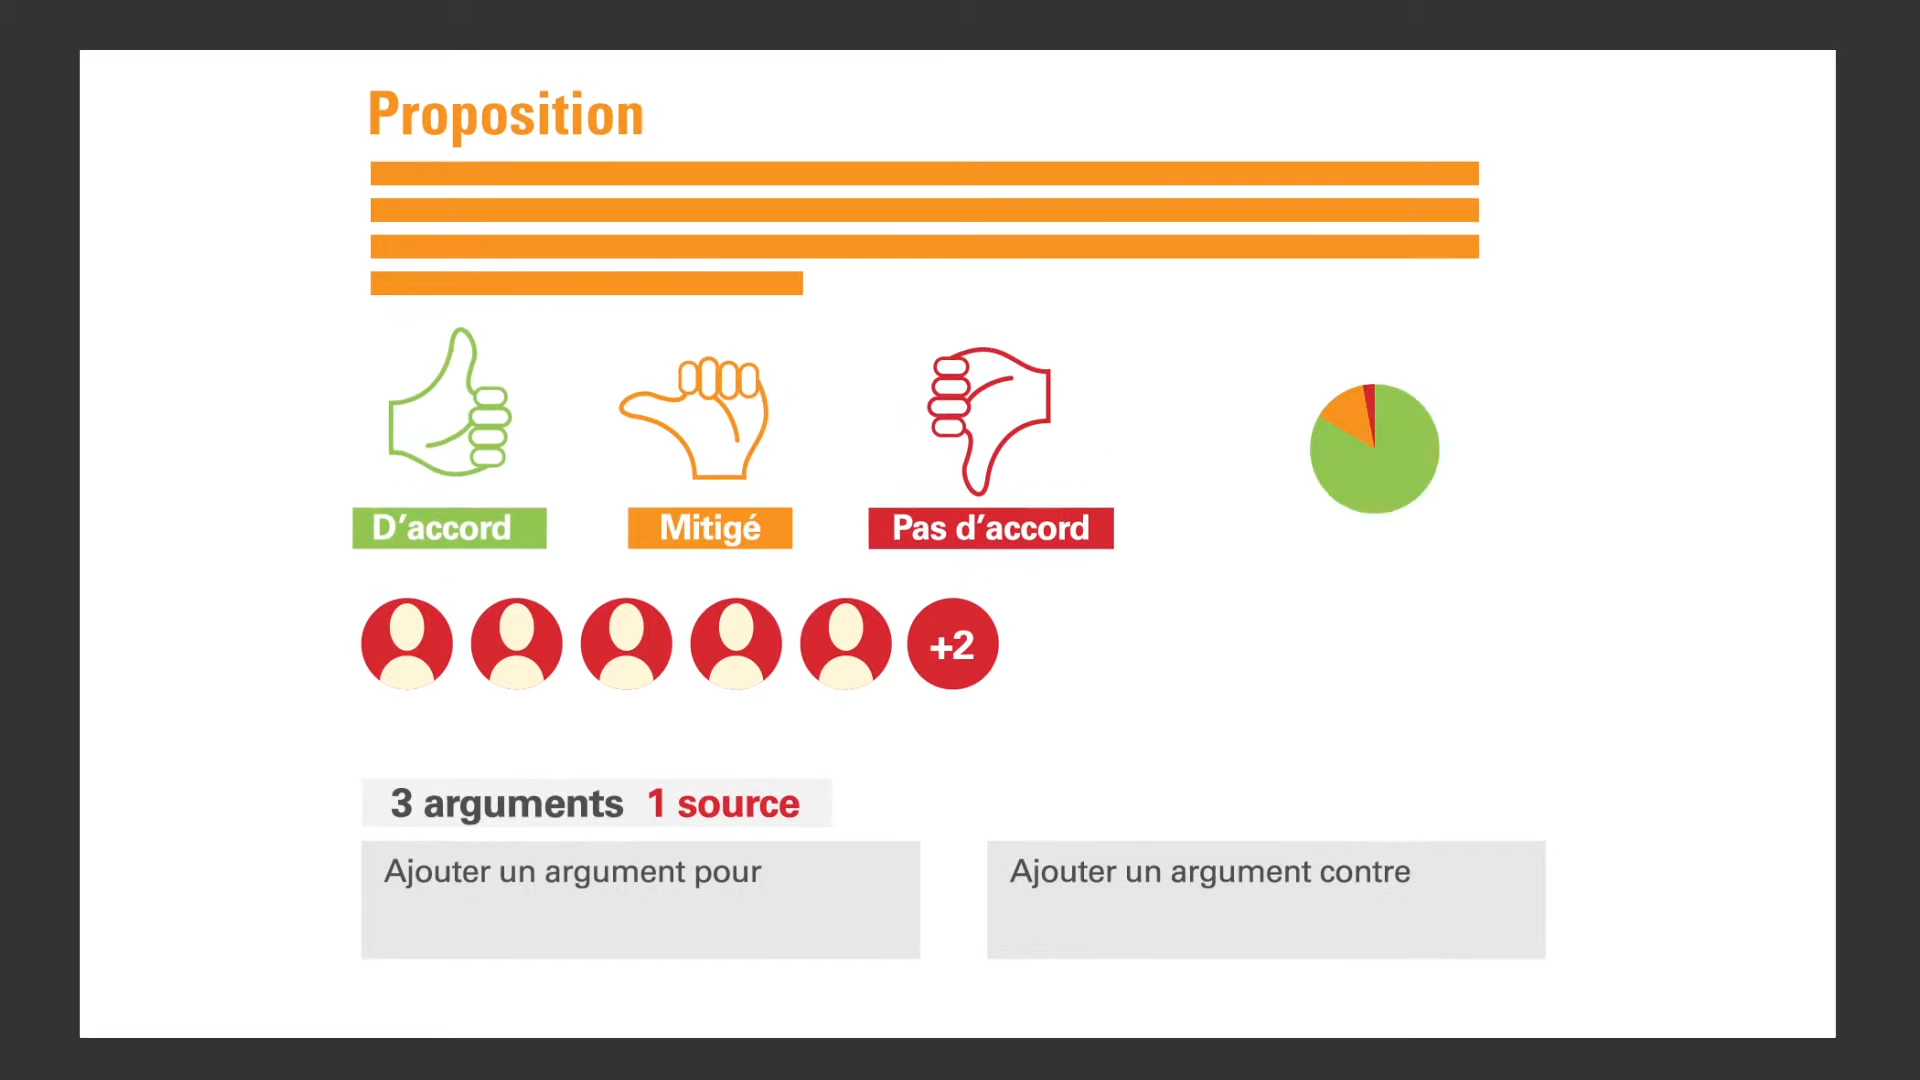 Proposition
D’accord
Mitigé
Pas d’accord
+2
3 arguments 1 source
Ajouter un argument pour
Ajouter un argument contre